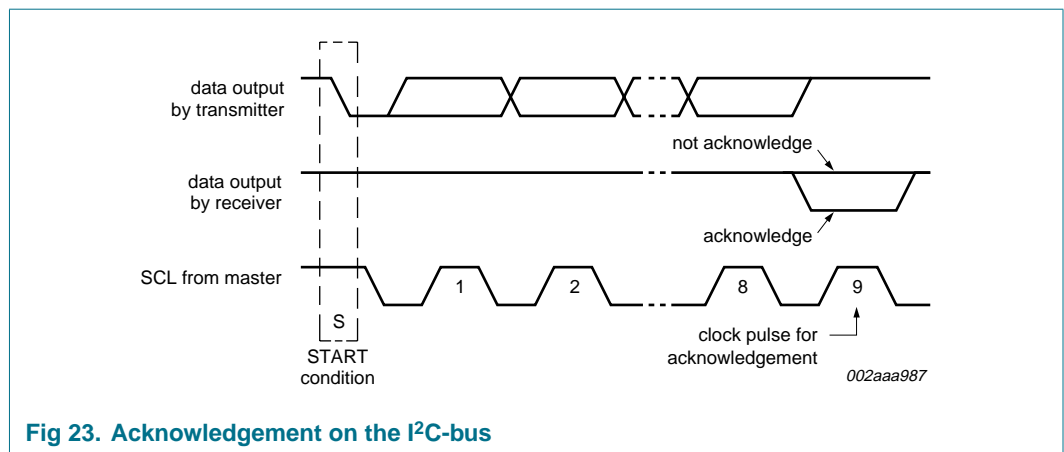 data output
by transmitter
not acknowledge
data output
by receiver
acknowledge
SCL from master
1
2
8
9
S
START
condition
clock pulse for
acknowledgement
002aaa987
Fig 23. Acknowledgement on the I²C-bus